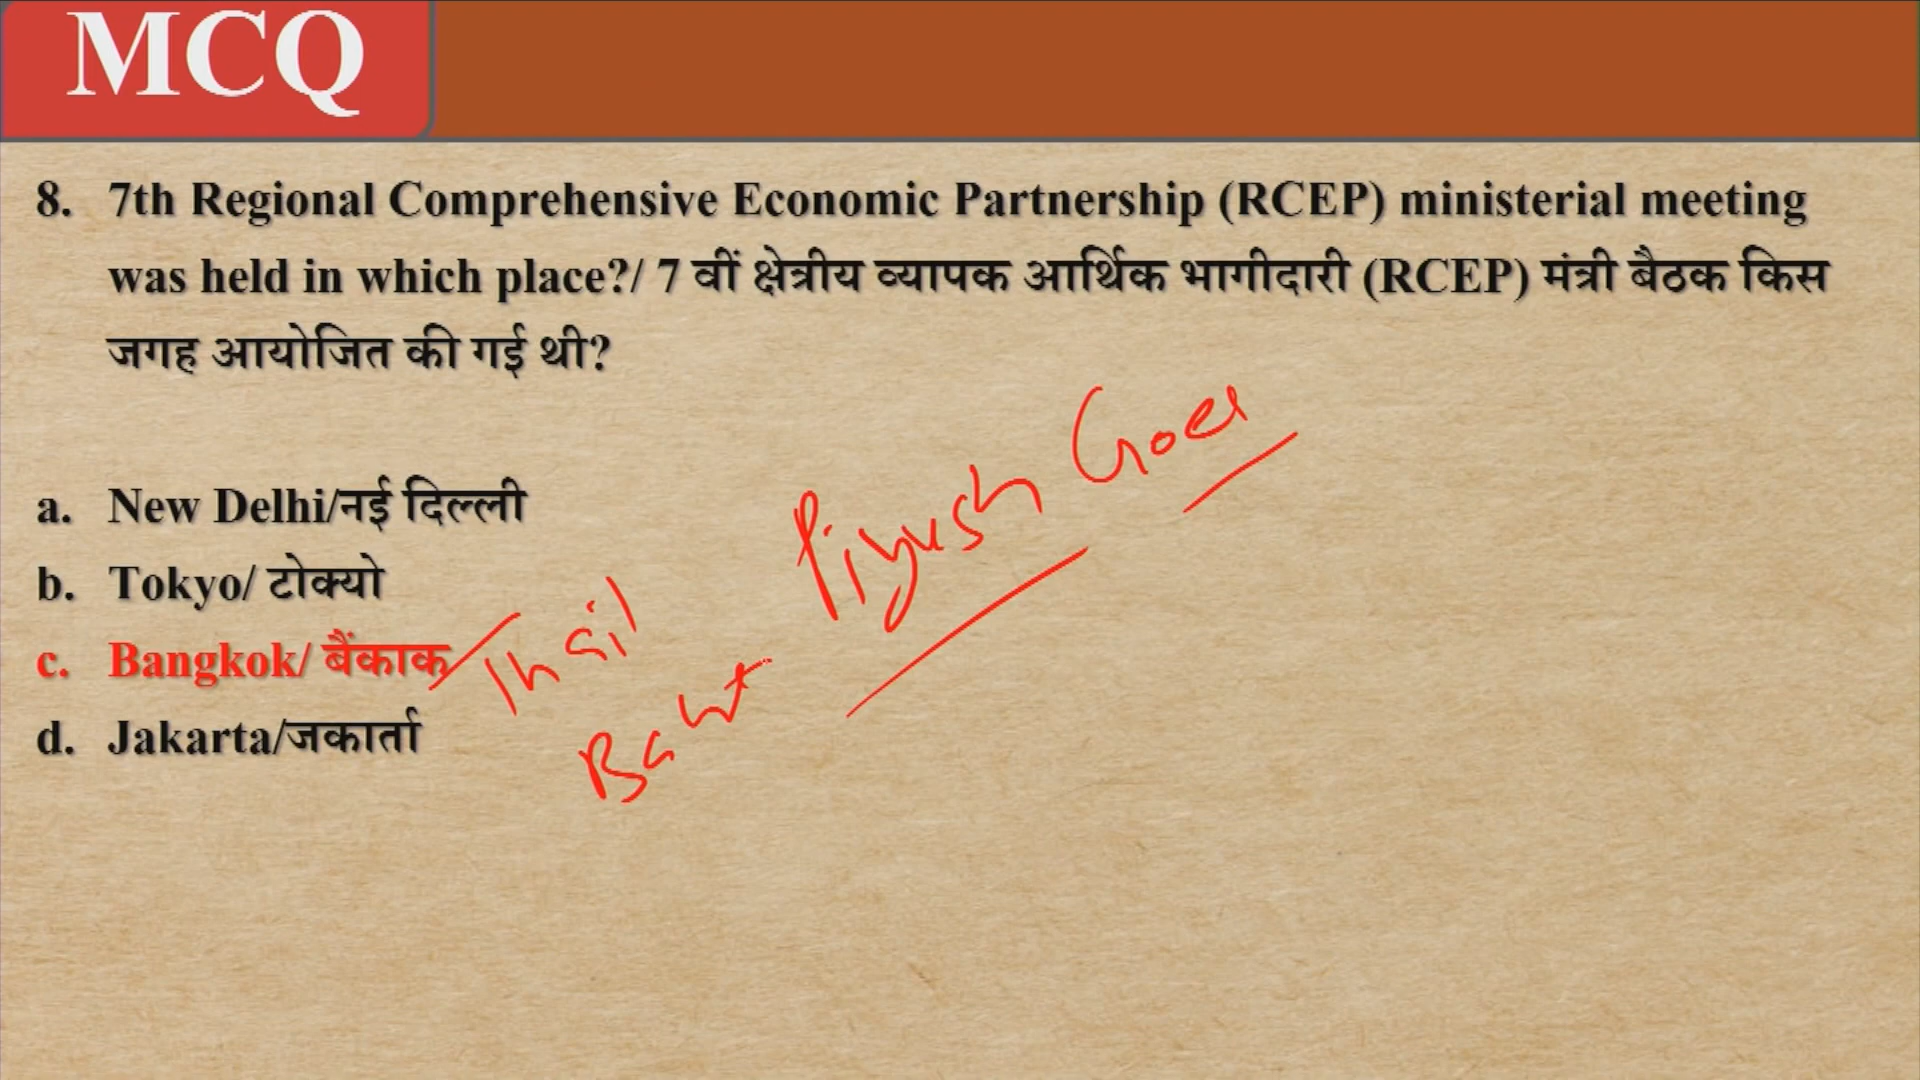 MCQ
8. 7th Regional Comprehensive Economic Partnership (RCEP) ministerial meeting
was held in which place?/ 7 वीं क्षेत्रीय व्यापक आर्थिक भागीदारी (RCEP) मंत्री बैठक किस
जगह आयोजित की गई थी?
Piyush Goel
a. New Delhi/नई दिल्ली
b. Tokyo/ टोक्यो
c. Bangkok/ बैंकाक
d. Jakarta/जकार्ता